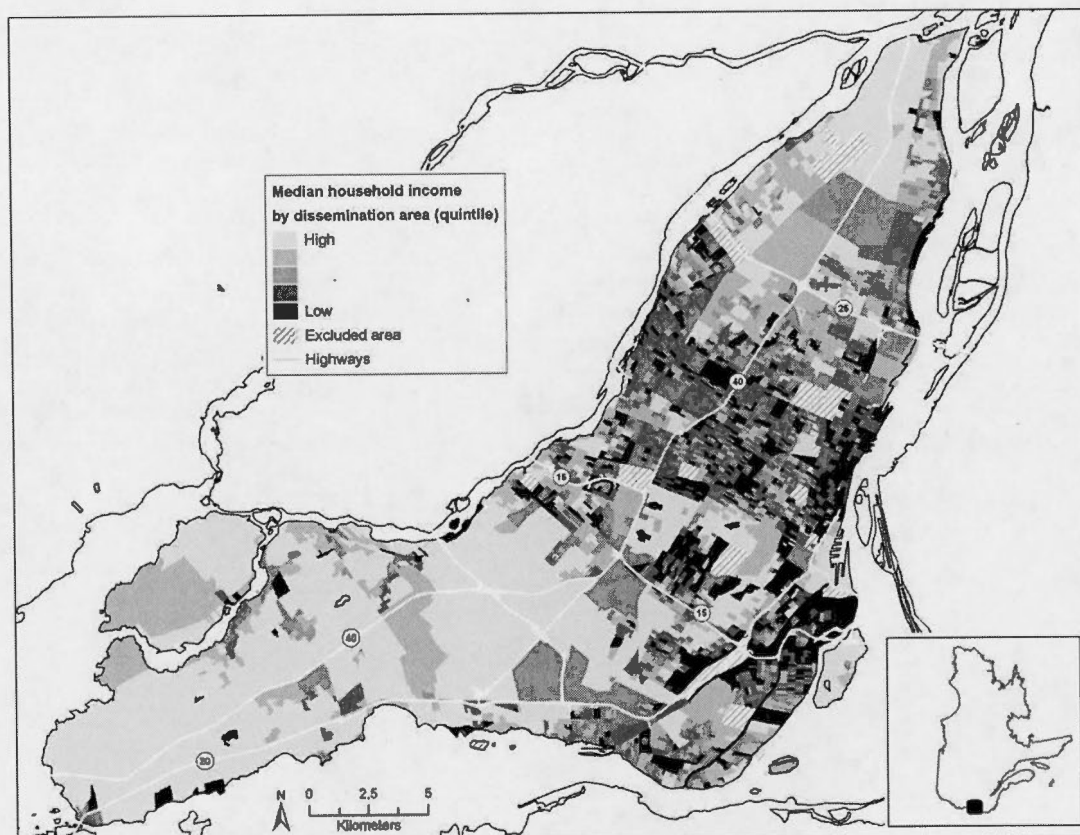 Median household income
by dissemination area (quintile)
High
Low
Excluded area
Highways
25
40
15
15
40
20
N
0 2,5 5
Kilometers